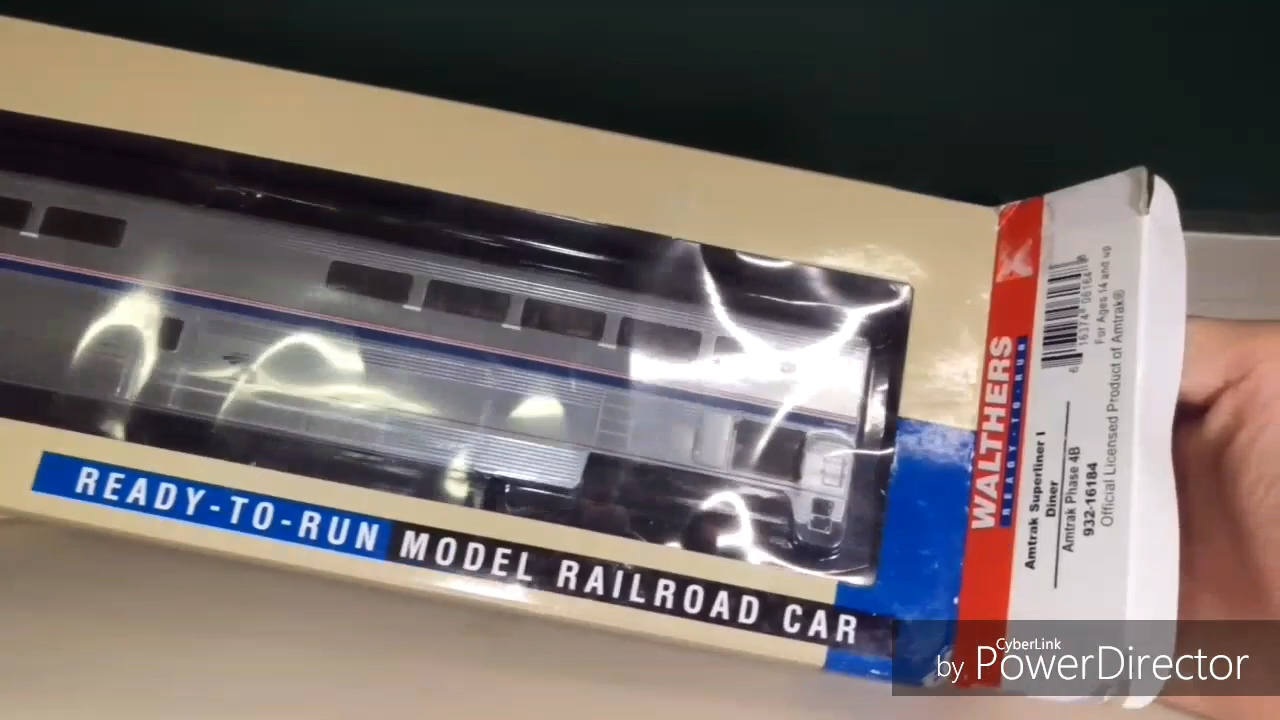 READY-TO-RUN MODEL RAILROAD CAR
WALTHERS
READY-TO-RUN
Amtrak Superliner I
Diner
Amtrak Phase 4B
932-16184
Official Licensed Product of Amtrak®
For Ages 14 and up
CyberLink
by PowerDirector